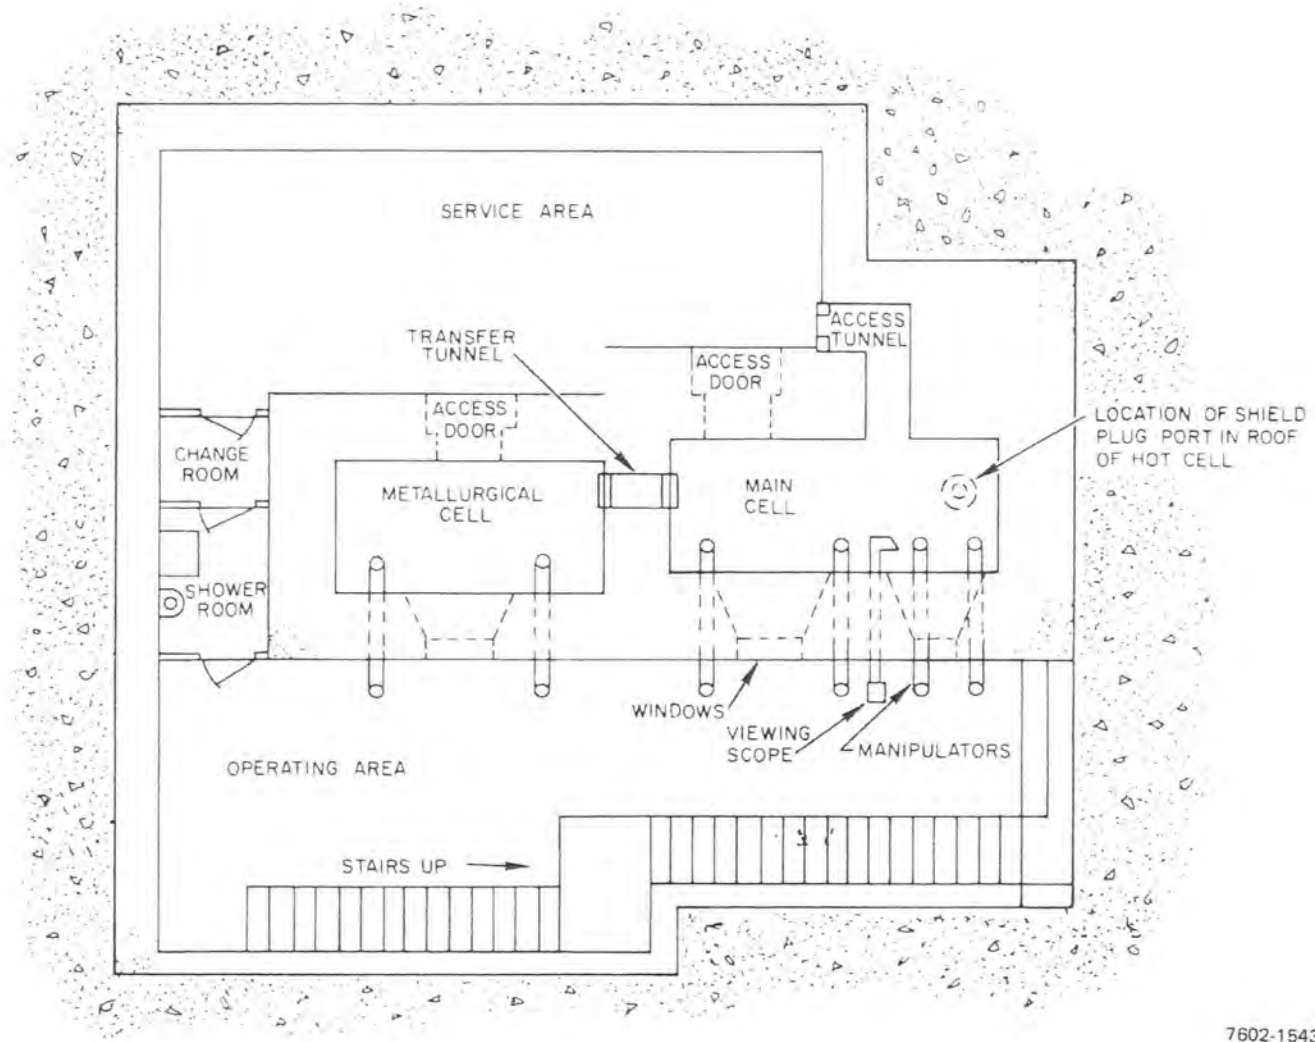 SERVICE AREA
TRANSFER
TUNNEL
ACCESS
TUNNEL
ACCESS
DOOR
ACCESS
DOOR
LOCATION OF SHIELD
PLUG PORT IN ROOF
OF HOT CELL
CHANGE
ROOM
METALLURGICAL
CELL
MAIN
CELL
SHOWER
ROOM
WINDOWS
VIEWING
SCOPE
MANIPULATORS
OPERATING AREA
STAIRS UP
7602-1543